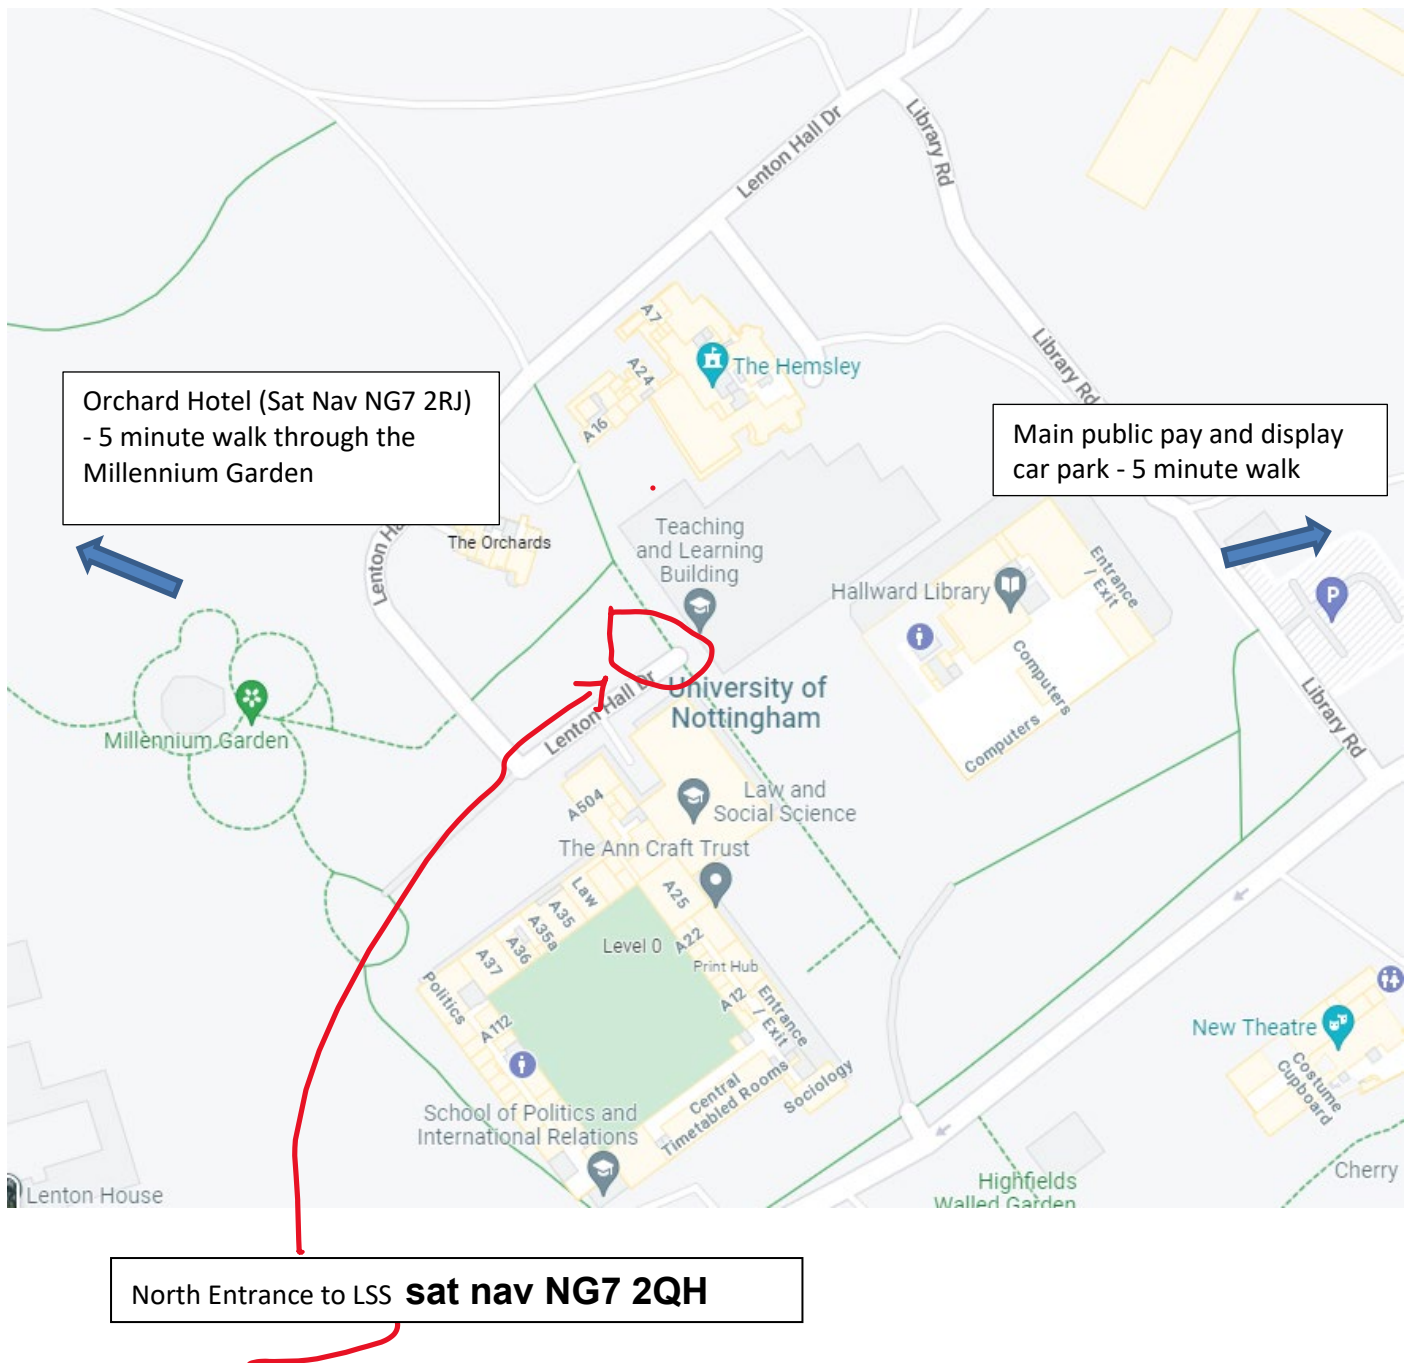 Lenton Hall Dr
Library Rd
A7
The Hemsley
A24
A16
Library Rd
Orchard Hotel (Sat Nav NG7 2RJ)
- 5 minute walk through the
Millennium Garden
Main public pay and display
car park - 5 minute walk
Teaching
and Learning
Building
The Orchards
Lenton Ha
Hallward Library
Entrance
/ Exit
P
Computers
Computers
Library Rd
Millennium Garden
Lenton Hall Dr
University of
Nottingham
Law and
Social Science
A504
The Ann Craft Trust
Law
A25
A35
A35a
A36
A37
Level 0
A22
Print Hub
Politics
A12
Entrance
/ Exit
A112
New Theatre
Costume
Cupboard
Central
Timetabled Rooms
Sociology
School of Politics and
International Relations
Lenton House
Highfields
Walled Garden
Cherry
North Entrance to LSS sat nav NG7 2QH